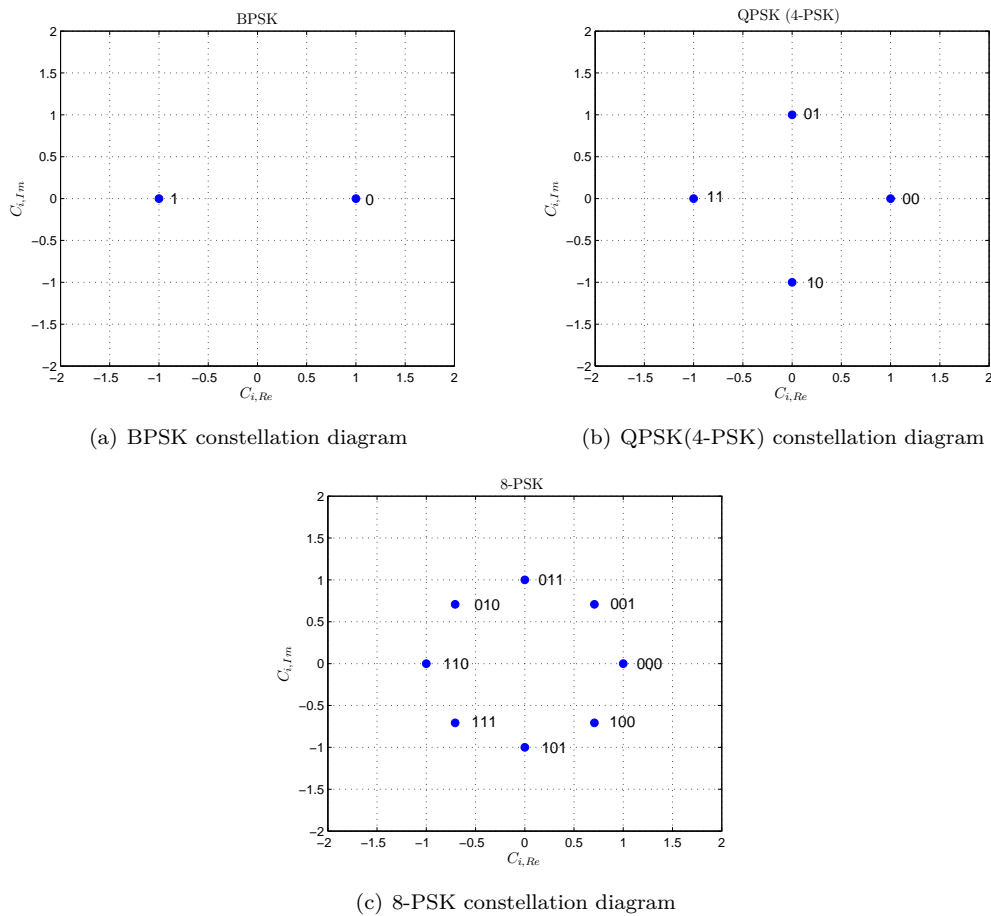 BPSK
2
1.5
1
0.5
0
−0.5
−1
−1.5
−2
C_{i,Im}
1
0
−2 −1.5 −1 −0.5 0 0.5 1 1.5 2
C_{i,Re}
(a) BPSK constellation diagram
QPSK (4-PSK)
2
1.5
1
0.5
0
−0.5
−1
−1.5
−2
C_{i,Im}
01
11
00
10
−2 −1.5 −1 −0.5 0 0.5 1 1.5 2
C_{i,Re}
(b) QPSK(4-PSK) constellation diagram
8-PSK
2
1.5
1
0.5
0
−0.5
−1
−1.5
−2
C_{i,Im}
011
010
001
110
000
111
100
101
−2 −1.5 −1 −0.5 0 0.5 1 1.5 2
C_{i,Re}
(c) 8-PSK constellation diagram